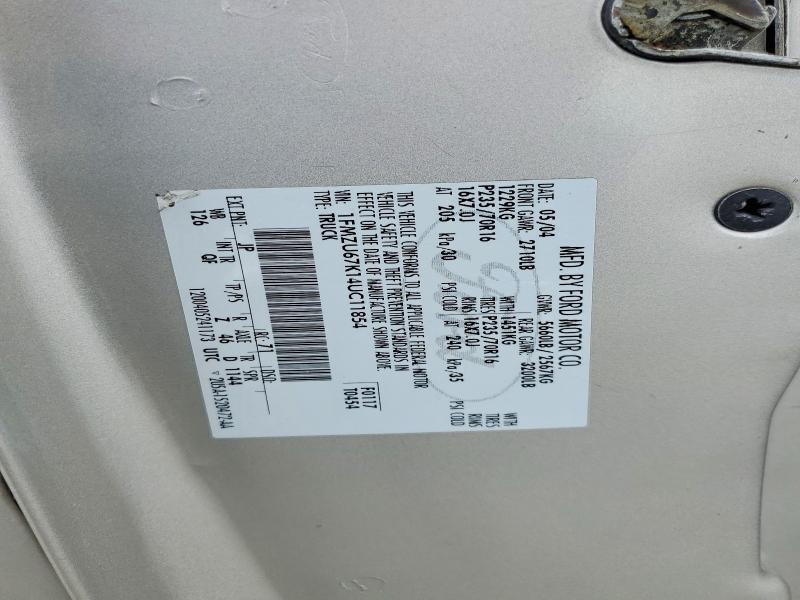 MFD. BY FORD MOTOR CO.
DATE: 05/04 GVWR: 5660LB/ 2567KG
FRONT GAWR: 2710LB REAR GAWR: 3200LB
1229KG WITH 1451KG WITH
P235/70R16 TIRES P235/70R16 TIRES
16X7.0J RIMS 16X7.0J RIMS
AT 205 kPa/30 PSI COLD AT 240 kPa/35 PSI COLD
THIS VEHICLE CONFORMS TO ALL APPLICABLE FEDERAL MOTOR
VEHICLE SAFETY AND THEFT PREVENTION STANDARDS IN
EFFECT ON THE DATE OF MANUFACTURE SHOWN ABOVE.
VIN: 1FMZU67K14UC11854 F0117
TYPE: TRUCK T0454
EXT PNT: JP RC: 71 DSO:
WB INT TR TP/PS R AXLE TR SPR
126 QF Z 46 D 1144
UTC
Ford